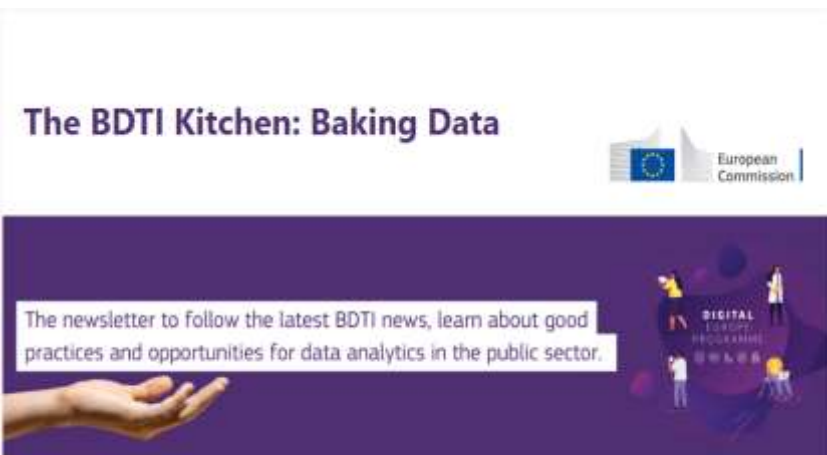 The BDTI Kitchen: Baking Data
European
Commission
The newsletter to follow the latest BDTI news, learn about good
practices and opportunities for data analytics in the public sector.
DIGITAL
EUROPE
PROGRAMME